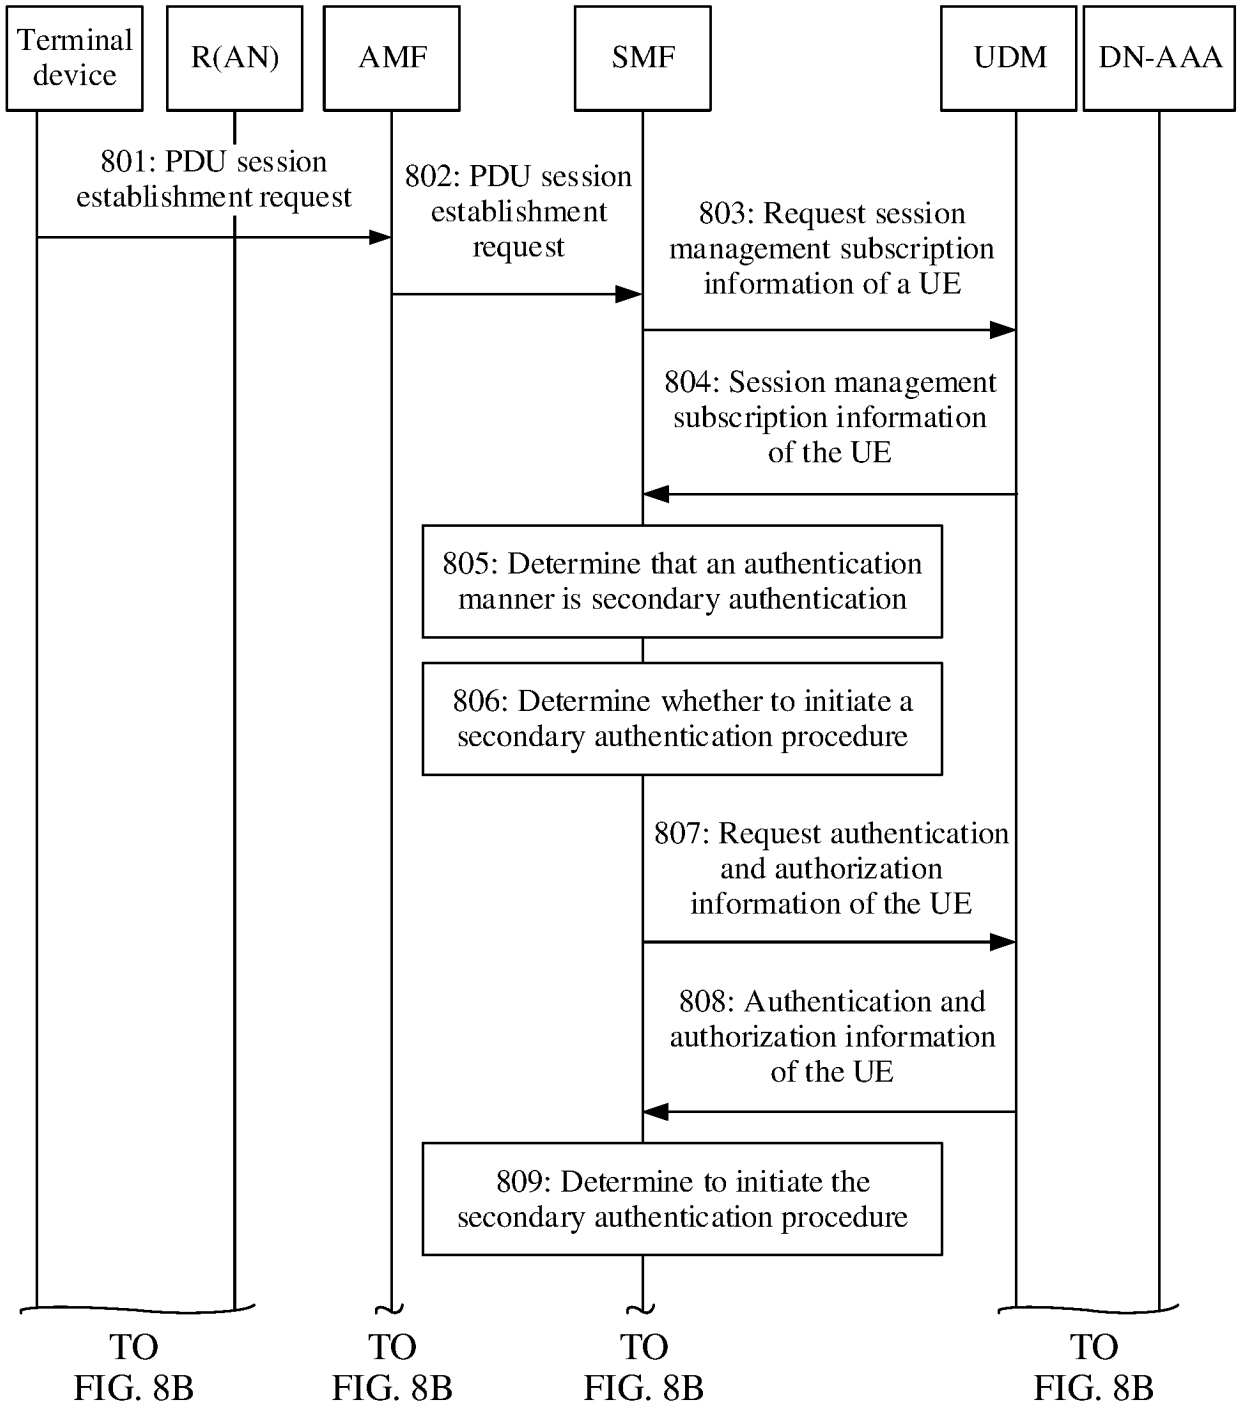 Terminal
device
R(AN)
AMF
SMF
UDM
DN-AAA
801: PDU session
establishment request
802: PDU session
establishment
request
803: Request session
management subscription
information of a UE
804: Session management
subscription information
of the UE
805: Determine that an authentication
manner is secondary authentication
806: Determine whether to initiate a
secondary authentication procedure
807: Request authentication
and authorization
information of the UE
808: Authentication and
authorization information
of the UE
809: Determine to initiate the
secondary authentication procedure
TO
FIG. 8B
TO
FIG. 8B
TO
FIG. 8B
TO
FIG. 8B